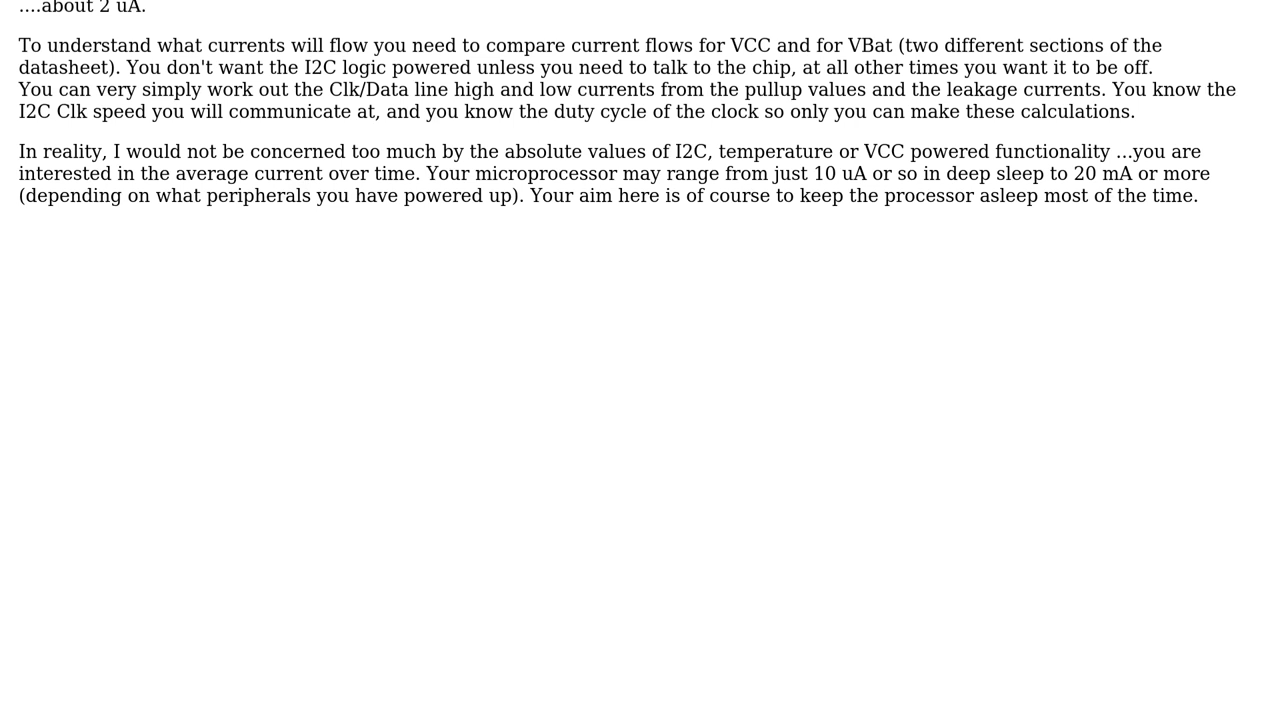 ....about 2 uA.
To understand what currents will flow you need to compare current flows for VCC and for VBat (two different sections of the
datasheet). You don't want the I2C logic powered unless you need to talk to the chip, at all other times you want it to be off.
You can very simply work out the Clk/Data line high and low currents from the pullup values and the leakage currents. You know the
I2C Clk speed you will communicate at, and you know the duty cycle of the clock so only you can make these calculations.
In reality, I would not be concerned too much by the absolute values of I2C, temperature or VCC powered functionality ...you are
interested in the average current over time. Your microprocessor may range from just 10 uA or so in deep sleep to 20 mA or more
(depending on what peripherals you have powered up). Your aim here is of course to keep the processor asleep most of the time.